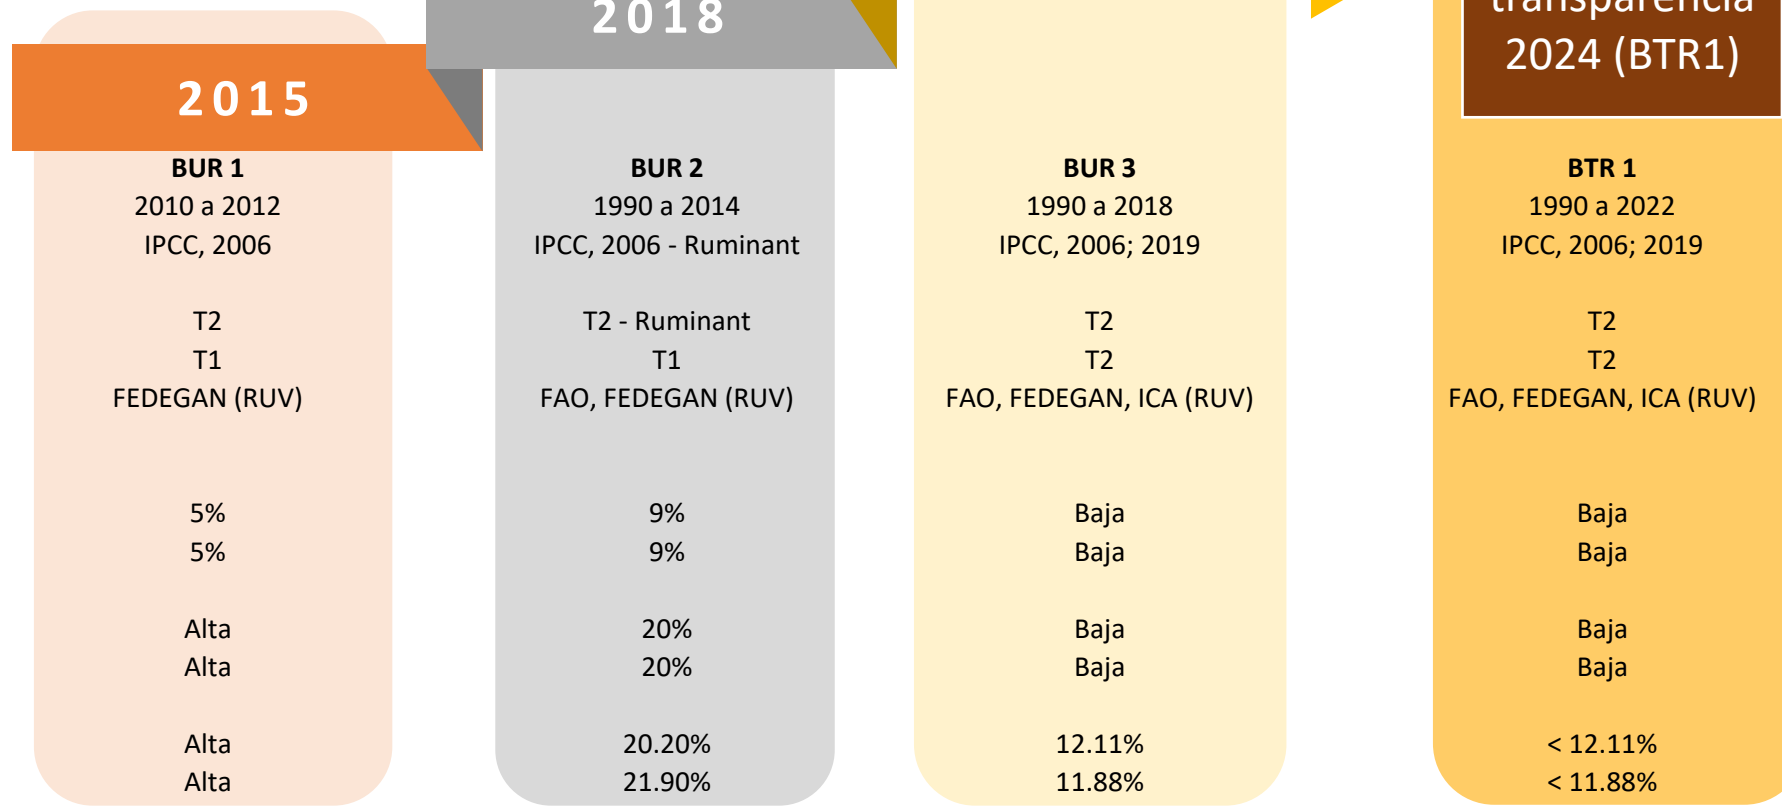 2015
BUR 1
2010 a 2012
IPCC, 2006
T2
T1
FEDEGAN (RUV)
5%
5%
Alta
Alta
Alta
Alta
2018
BUR 2
1990 a 2014
IPCC, 2006 - Ruminant
T2 - Ruminant
T1
FAO, FEDEGAN (RUV)
9%
9%
20%
20%
20.20%
21.90%
BUR 3
1990 a 2018
IPCC, 2006; 2019
T2
T2
FAO, FEDEGAN, ICA (RUV)
Baja
Baja
Baja
Baja
12.11%
11.88%
transparencia
2024 (BTR1)
BTR 1
1990 a 2022
IPCC, 2006; 2019
T2
T2
FAO, FEDEGAN, ICA (RUV)
Baja
Baja
Baja
Baja
< 12.11%
< 11.88%